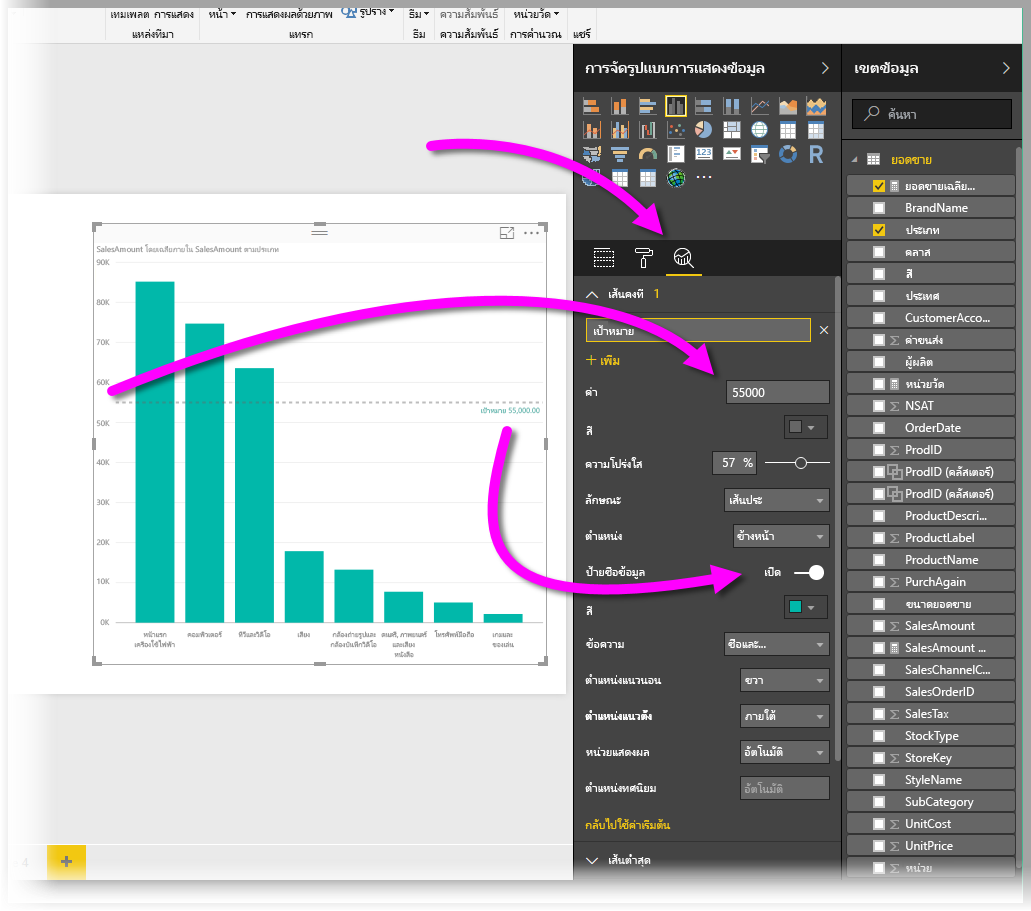 เทมเพลต การแสดง
หน้า
การแสดงผลด้วยภาพ
รูปร่าง
ธีม
ความสัมพันธ์
หน่วยวัด
แหล่งที่มา
แทรก
ธีม
ความสัมพันธ์
การคำนวณ
แชร์
การจัดรูปแบบการแสดงข้อมูล
เขตข้อมูล
ค้นหา
ยอดขาย
ยอดขายเฉลี่ย...
BrandName
ประเภท
คลาส
สี
ประเทศ
CustomerAcco...
ค่าขนส่ง
ผู้ผลิต
หน่วยวัด
NSAT
OrderDate
ProdID
ProdID (คลัสเตอร์)
ProdID (คลัสเตอร์)
ProductDescri...
ProductLabel
ProductName
PurchAgain
ขนาดยอดขาย
SalesAmount
SalesAmount ...
SalesChannelC...
SalesOrderID
SalesTax
StockType
StoreKey
StyleName
SubCategory
UnitCost
UnitPrice
หน่วย
123
R
เส้นคงที่ 1
เป้าหมาย
เพิ่ม
ค่า 55000
สี
ความโปร่งใส 57 %
ลักษณะ เส้นประ
ตำแหน่ง ข้างหน้า
ป้ายชื่อข้อมูล เปิด
สี
ข้อความ ชื่อและ...
ตำแหน่งแนวนอน ขวา
ตำแหน่งแนวตั้ง ภายใต้
หน่วยแสดงผล อัตโนมัติ
ตำแหน่งทศนิยม อัตโนมัติ
กลับไปใช้ค่าเริ่มต้น
เส้นต่ำสุด
SalesAmount โดยเฉลี่ยภายใน SalesAmount ตามประเภท
90K
80K
70K
60K
50K
40K
30K
20K
10K
0K
เป้าหมาย 55,000.00
หน้าแรก
เครื่องใช้ไฟฟ้า
คอมพิวเตอร์
ทีวีและวิดีโอ
เสียง
กล้องถ่ายรูปและ
กล้องบันทึกวิดีโอ
ดนตรี, ภาพยนตร์
และเสียง
หนังสือ
โทรศัพท์มือถือ
เกมและ
ของเล่น
4
+